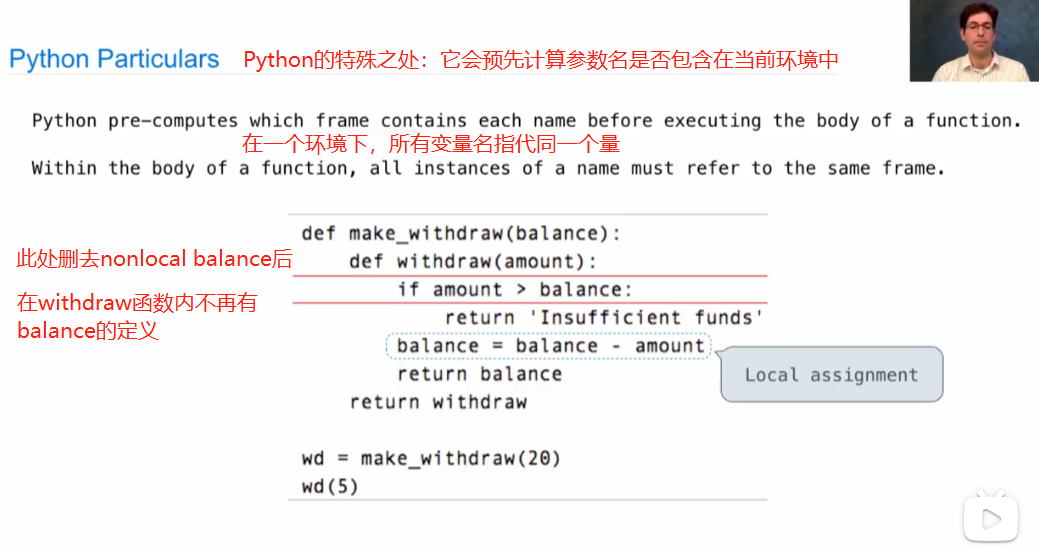 Python Particulars Python的特殊之处：它会预先计算参数名是否包含在当前环境中
Python pre-computes which frame contains each name before executing the body of a function.
在一个环境下，所有变量名指代同一个量
Within the body of a function, all instances of a name must refer to the same frame.
def make_withdraw(balance):
此处删去nonlocal balance后
def withdraw(amount):
if amount > balance:
在withdraw函数内不再有
balance的定义
return 'Insufficient funds'
balance = balance - amount
Local assignment
return balance
return withdraw
wd = make_withdraw(20)
wd(5)